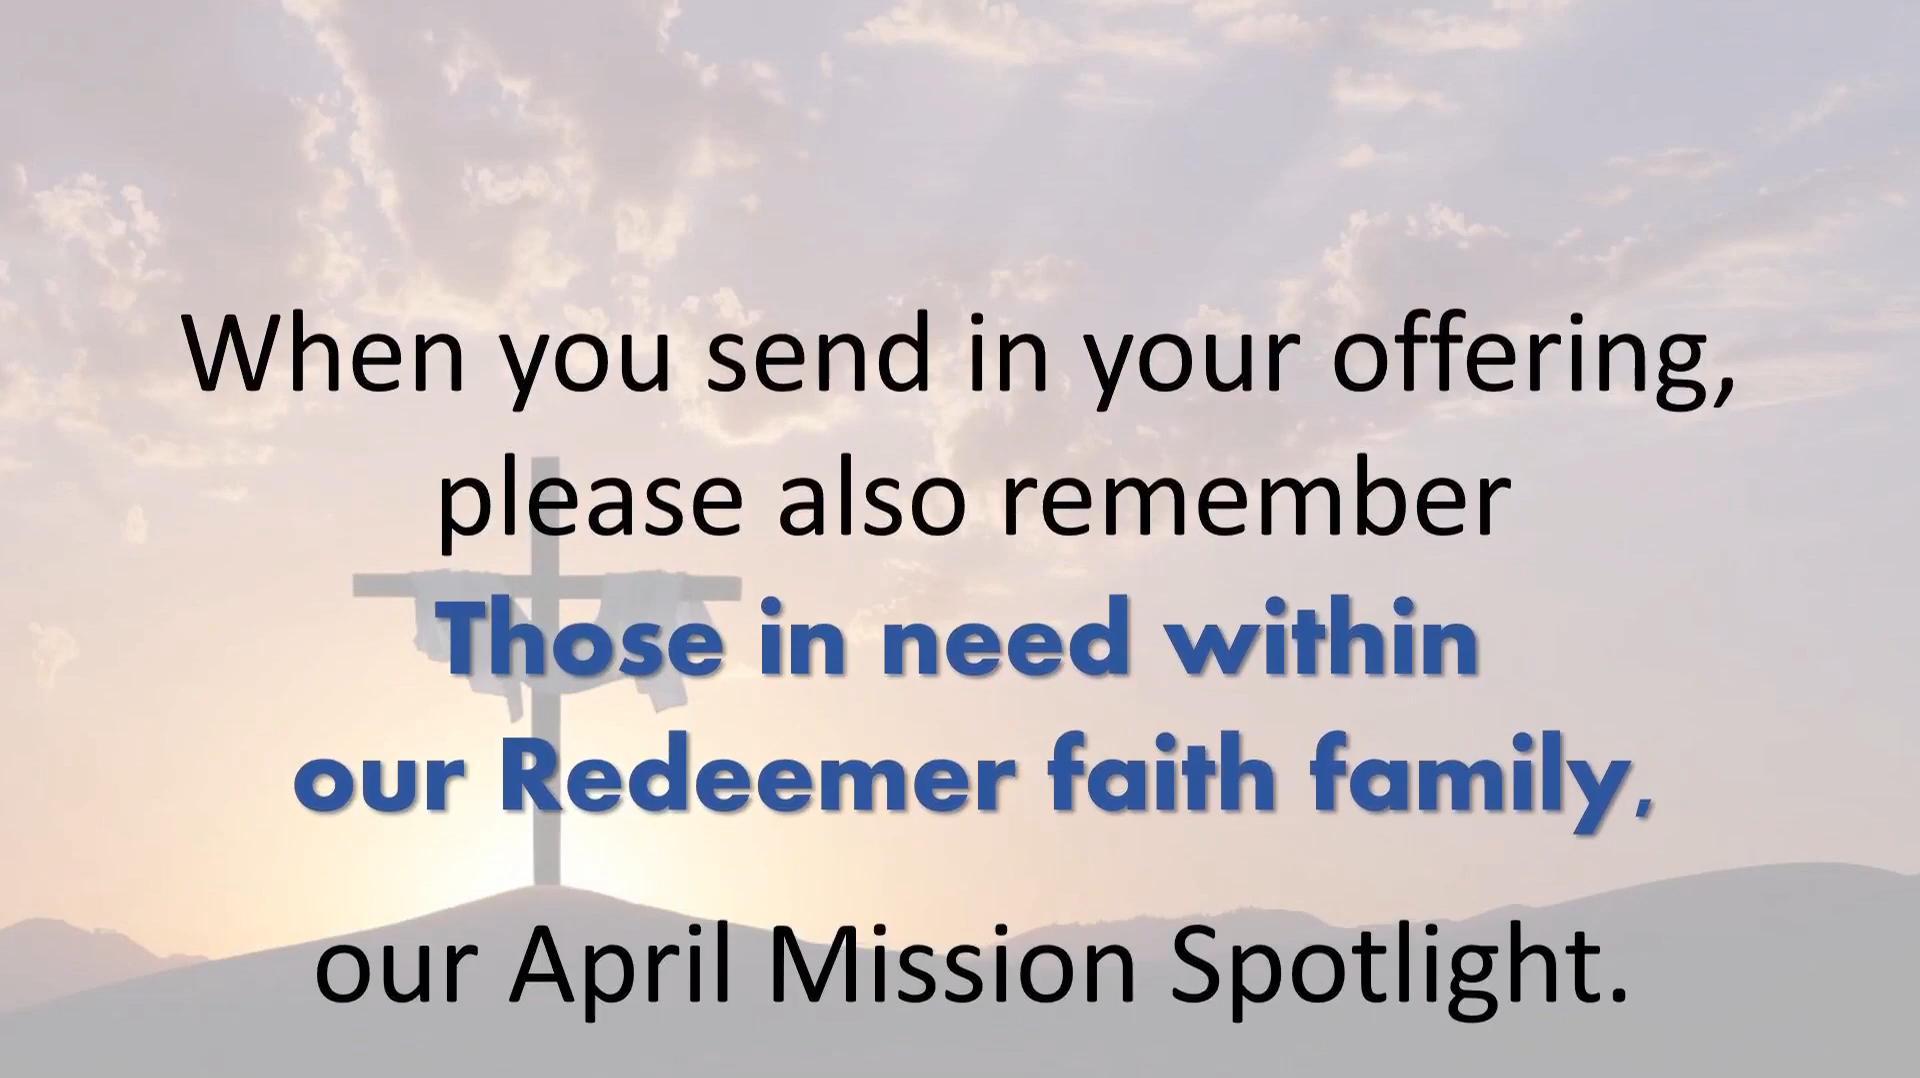 When you send in your offering,
please also remember
Those in need within
our Redeemer faith family,
our April Mission Spotlight.